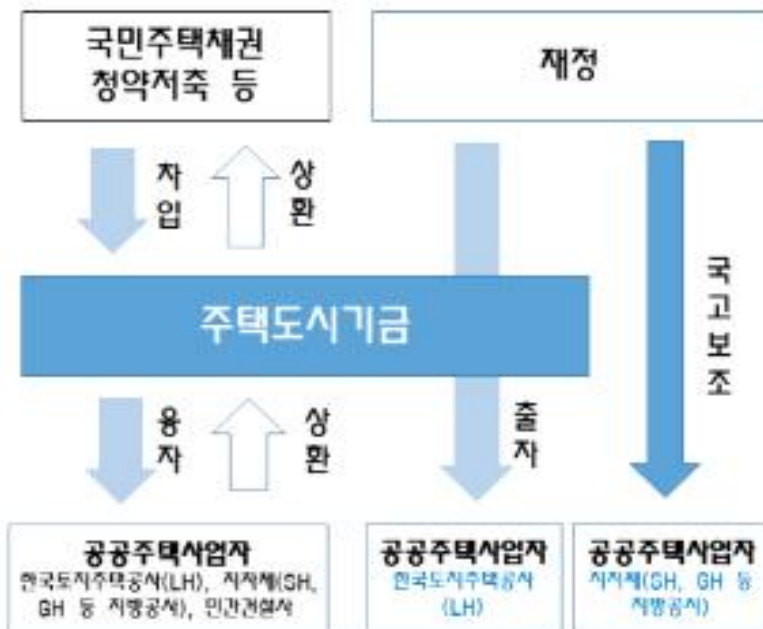 국민주택채권
청약저축 등
재정
차입
상환
국고보조
주택도시기금
융자
상환
출자
공공주택사업자
한국토지주택공사(LH), 지자체(SH,
GH 등 지방공사), 민간건설사
공공주택사업자
한국토지주택공사
(LH)
공공주택사업자
지자체(SH, GH 등
지방공사)